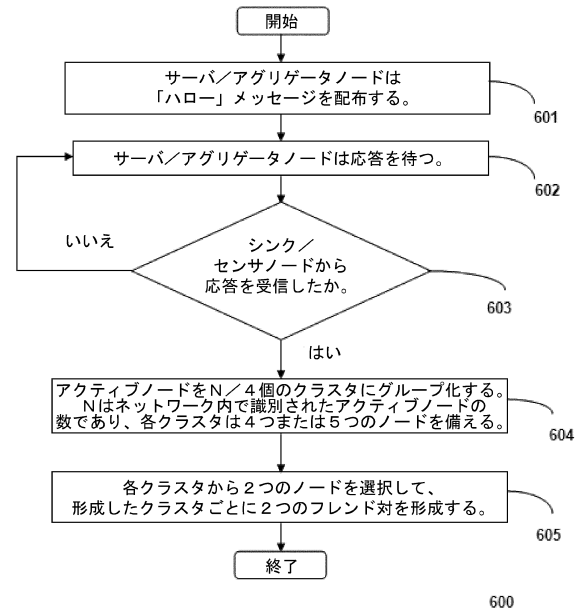 開始
サーバ／アグリゲータノードは
「ハロー」メッセージを配布する。
601
サーバ／アグリゲータノードは応答を待つ。
602
いいえ
シンク／
センサノードから
応答を受信したか。
603
はい
アクティブノードをＮ／４個のクラスタにグループ化する。
Ｎはネットワーク内で識別されたアクティブノードの
数であり、各クラスタは４つまたは５つのノードを備える。
604
各クラスタから２つのノードを選択して、
形成したクラスタごとに２つのフレンド対を形成する。
605
終了
600